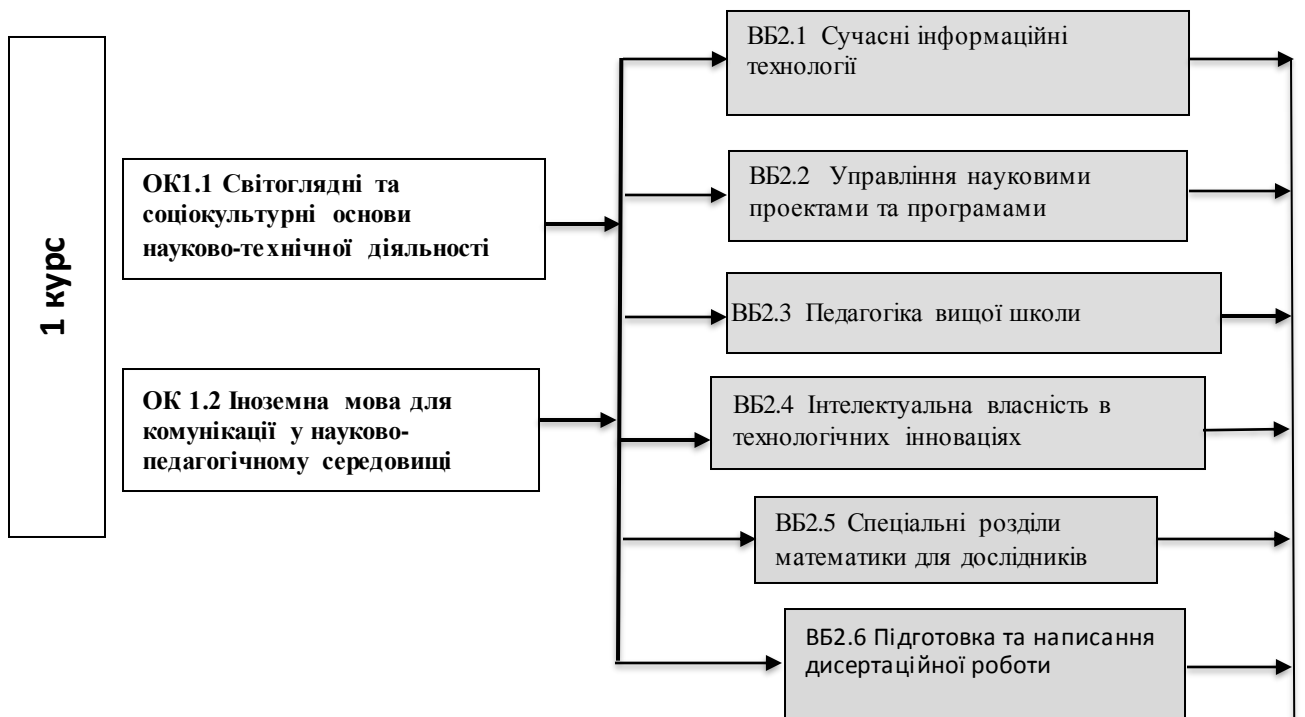 1 курс
ОК1.1 Світоглядні та
соціокультурні основи
науково-технічної діяльності
ОК 1.2 Іноземна мова для
комунікації у науково-
педагогічному середовищі
ВБ2.1 Сучасні інформаційні
технології
ВБ2.2 Управління науковими
проектами та програмами
ВБ2.3 Педагогіка вищої школи
ВБ2.4 Інтелектуальна власність в
технологічних інноваціях
ВБ2.5 Спеціальні розділи
математики для дослідників
ВБ2.6 Підготовка та написання
дисертаційної роботи